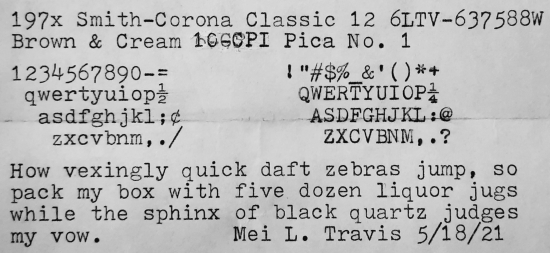 197x Smith-Corona Classic 12 6LTV-637588W
Brown & Cream 10CPI Pica No. 1
1234567890-= !"#$%_&'()*+
qwertyuiop½ QWERTYUIOP¼
asdfghjkl;¢ ASDFGHJKL:@
zxcvbnm,./ ZXCVBNM,.?
How vexingly quick daft zebras jump, so
pack my box with five dozen liquor jugs
while the sphinx of black quartz judges
my vow. Mei L. Travis 5/18/21